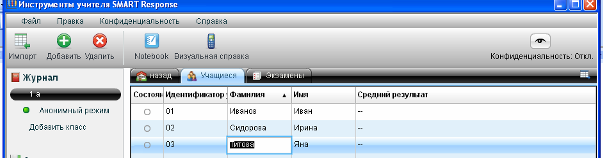 Инструменты учителя SMART Response
Файл Правка Конфиденциальность Справка
Импорт Добавить Удалить Notebook Визуальная справка Конфиденциальность: Откл.
Журнал назад Учащиеся Экзамены
1 а Состоян Идентификатор Фамилия Имя Средний результат
Анонимный режим 01 Иванов Иван --
Добавить класс 02 Сидорова Ирина --
03 Титова Яна --